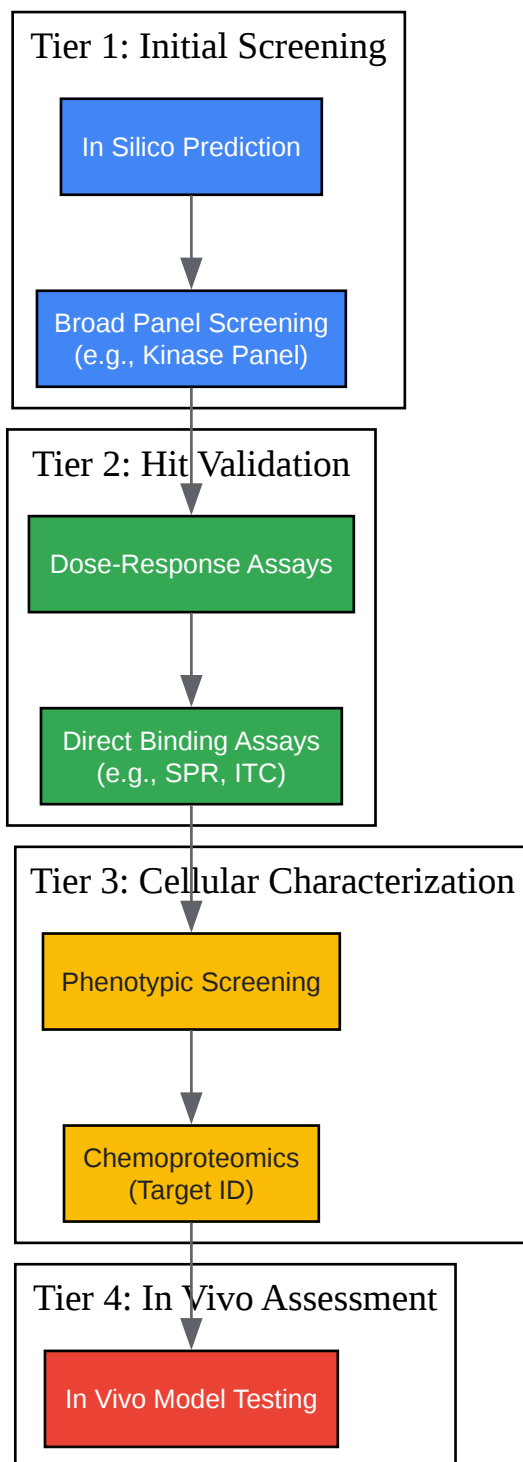 Tier 1: Initial Screening
In Silico Prediction
Broad Panel Screening
(e.g., Kinase Panel)
Tier 2: Hit Validation
Dose-Response Assays
Direct Binding Assays
(e.g., SPR, ITC)
Tier 3: Cellular Characterization
Phenotypic Screening
Chemoproteomics
(Target ID)
Tier 4: In Vivo Assessment
In Vivo Model Testing